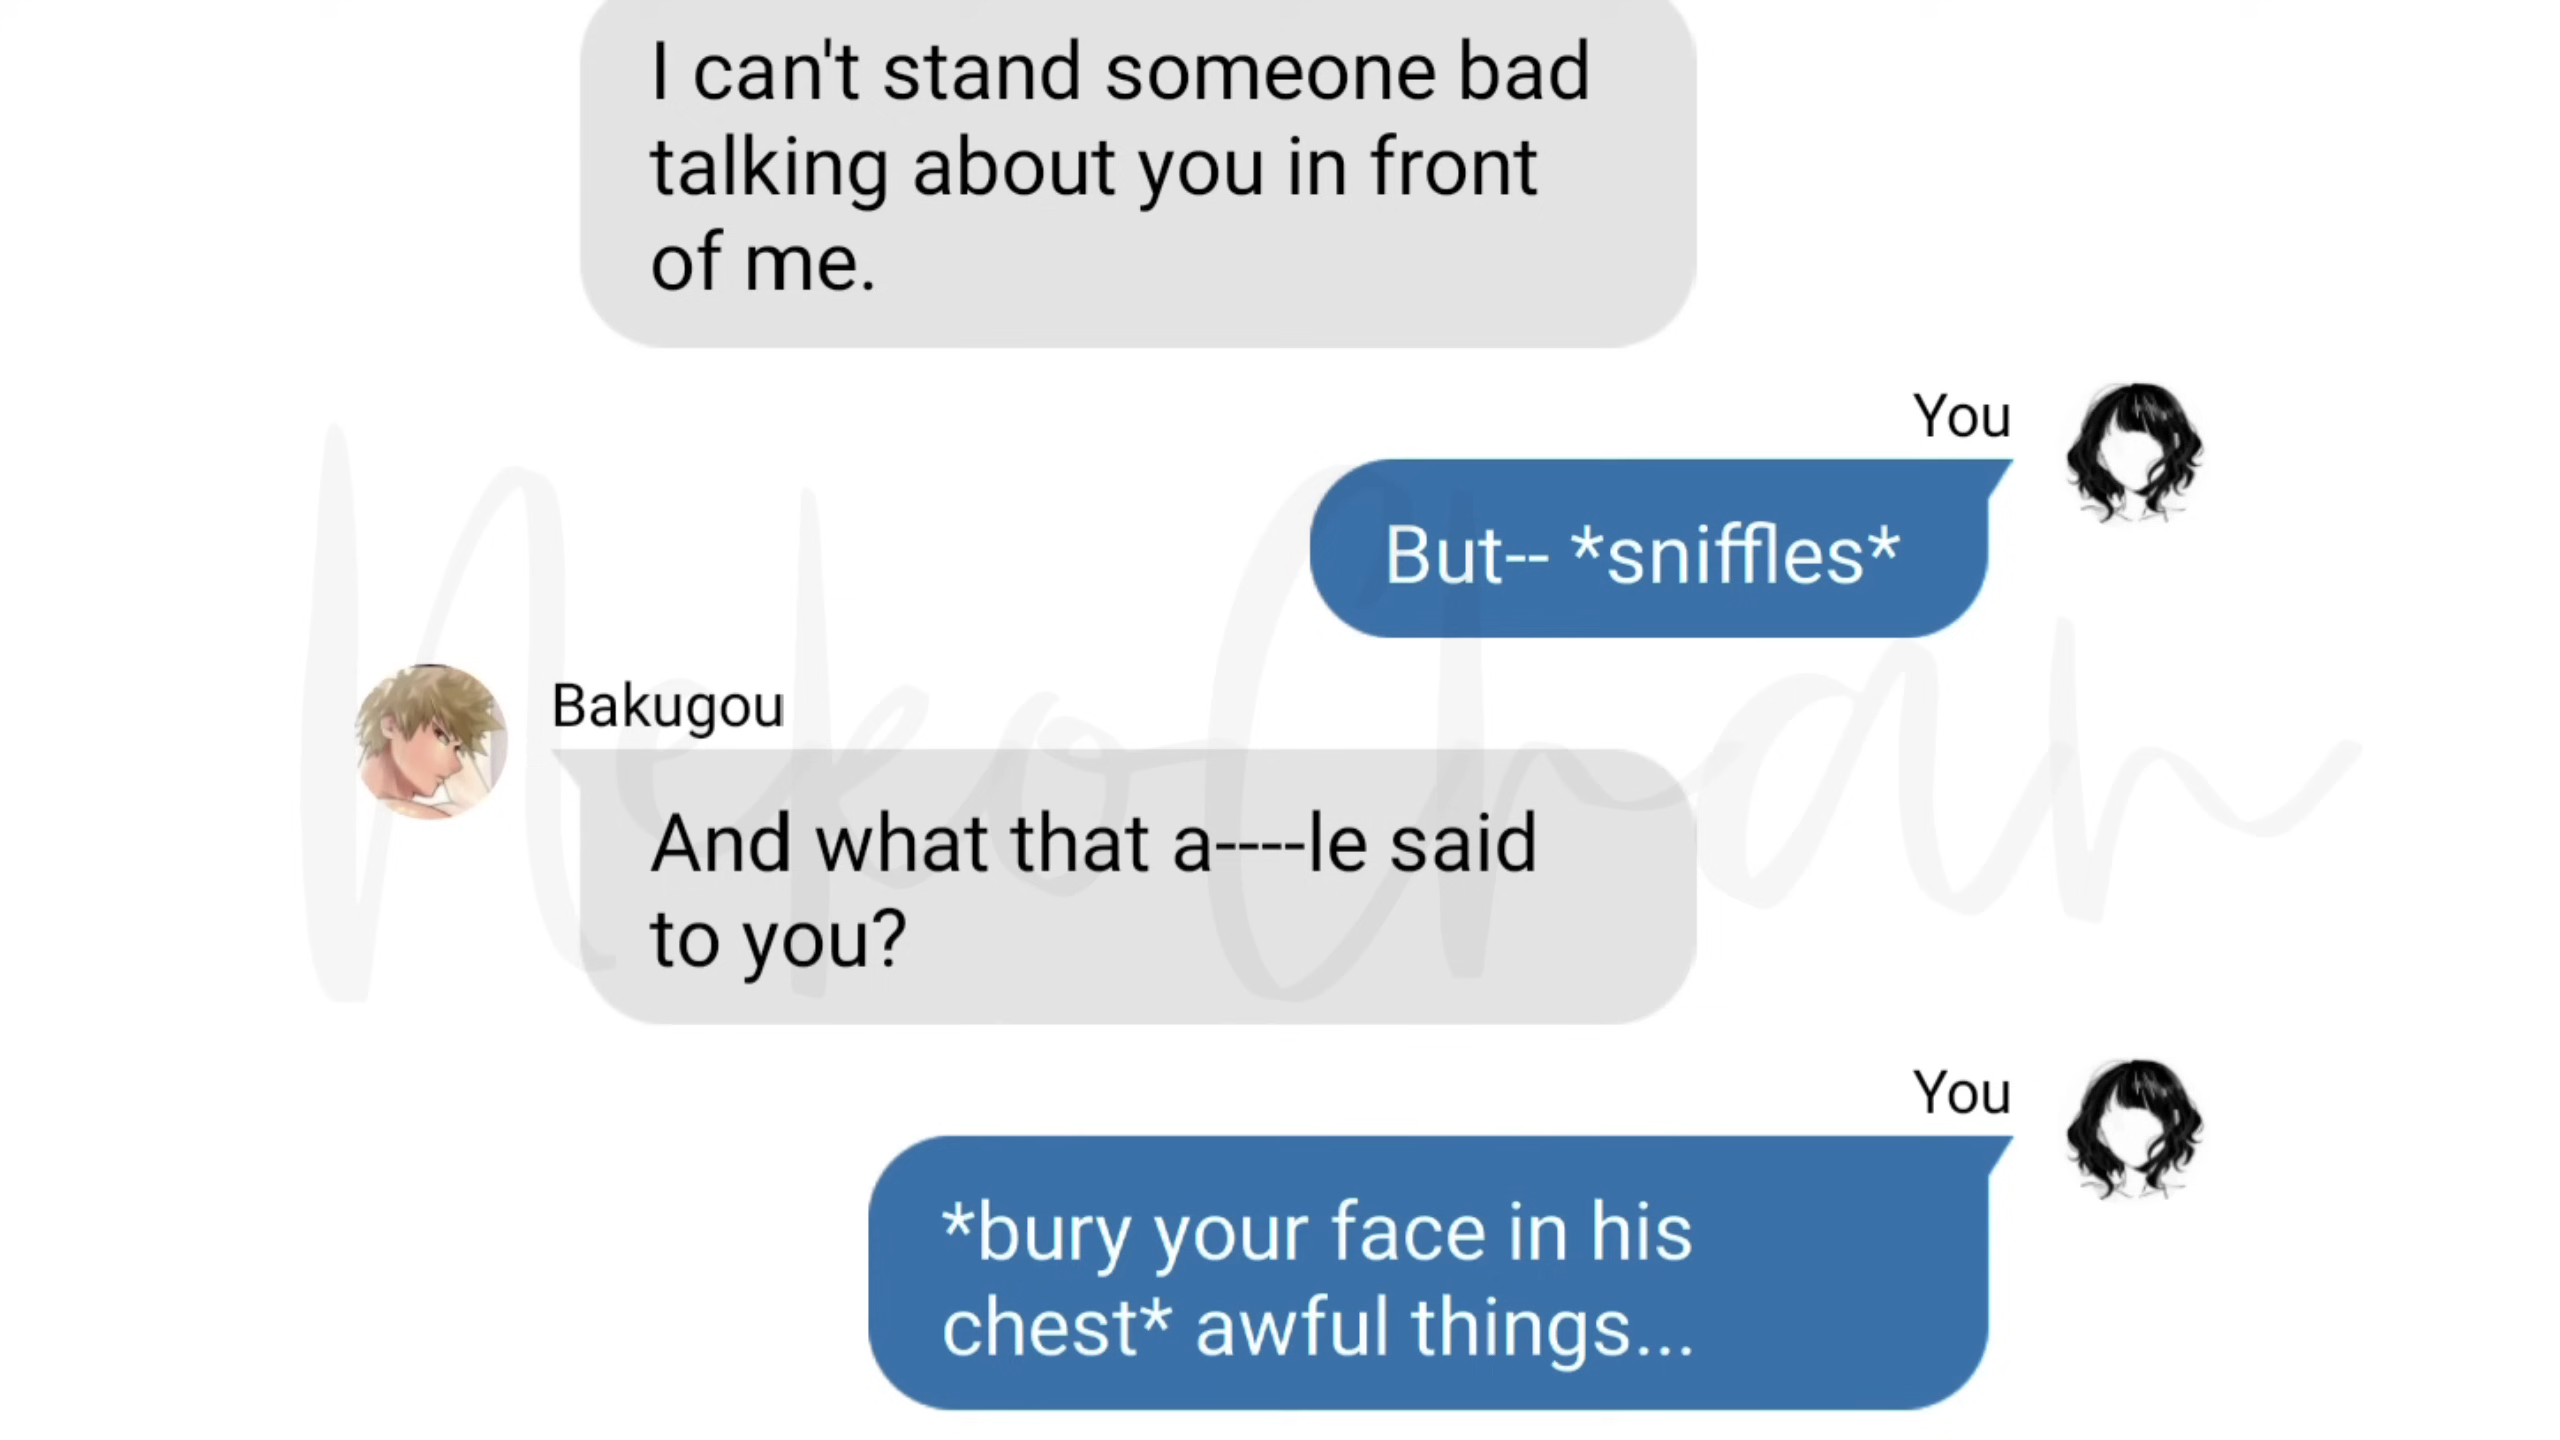 I can't stand someone bad
talking about you in front
of me.
You
But-- *sniffles*
Bakugou
And what that a----le said
to you?
You
*bury your face in his
chest* awful things...
NekoChan